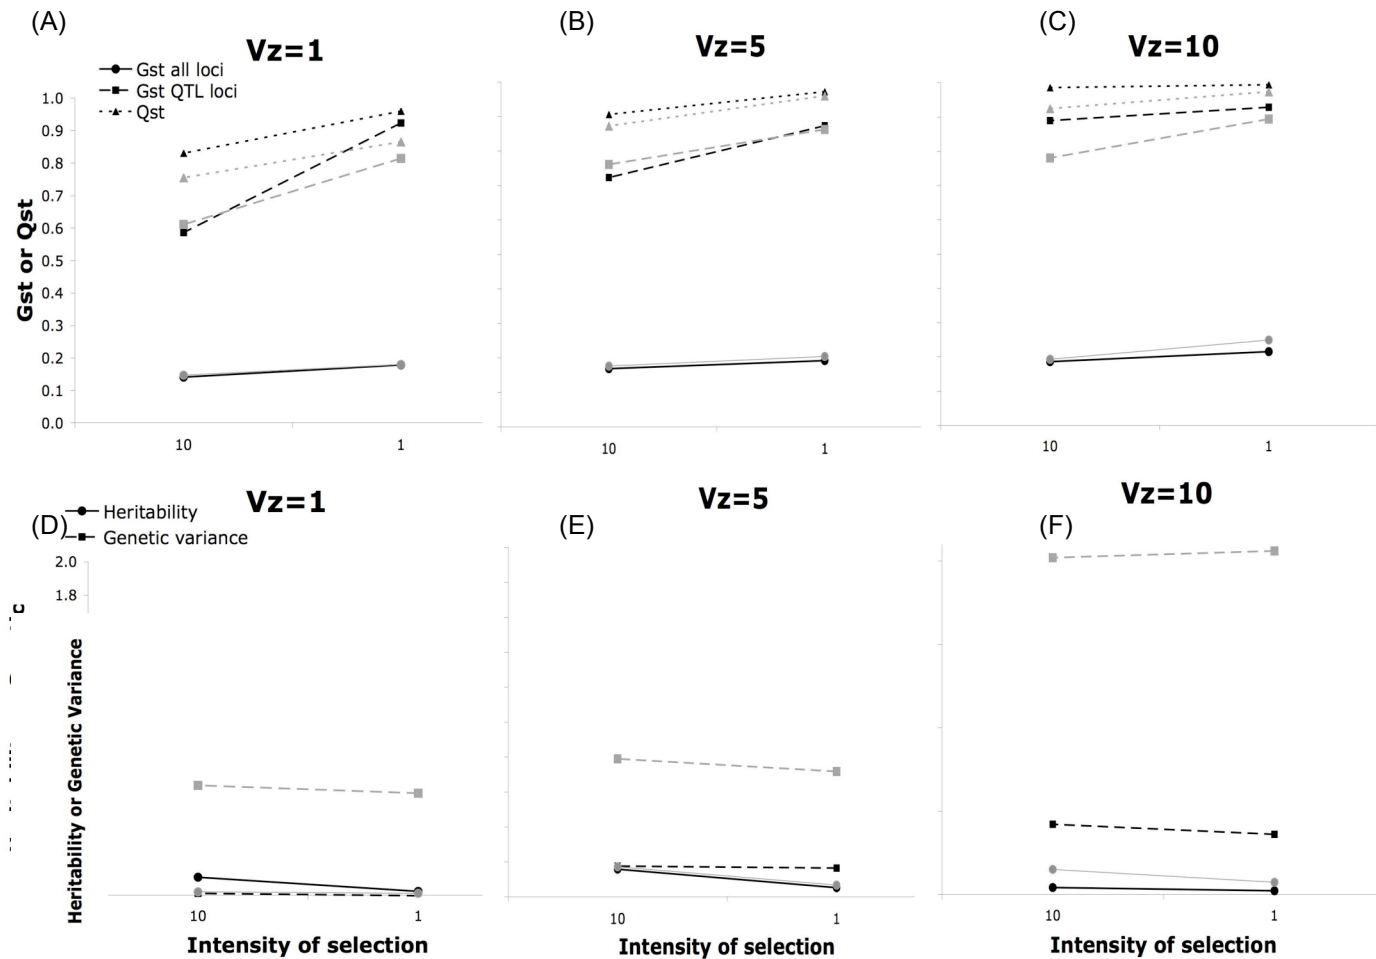 (A)
Vz=1
(B)
Vz=5
(C)
Vz=10
Gst all loci
Gst QTL loci
Qst
Gst or Qst
1.0
0.9
0.8
0.7
0.6
0.5
0.4
0.3
0.2
0.1
0.0
10
1
10
1
10
1
(D)
Vz=1
(E)
Vz=5
(F)
Vz=10
Heritability
Genetic variance
2.0
1.8
Heritability or Genetic Variance
10
1
10
1
10
1
Intensity of selection
Intensity of selection
Intensity of selection